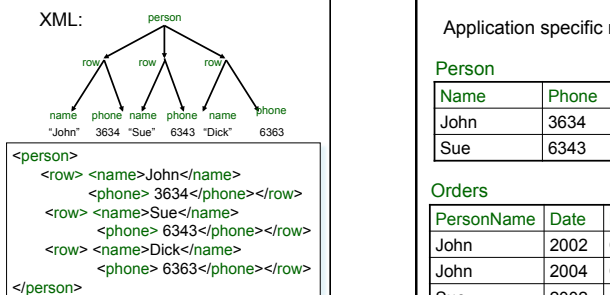 XML:
person
row row row
name phone name phone name phone
“John” 3634 “Sue” 6343 “Dick” 6363
<person>
<row> <name>John</name>
<phone> 3634</phone></row>
<row> <name>Sue</name>
<phone> 6343</phone></row>
<row> <name>Dick</name>
<phone> 6363</phone></row>
</person>
Application specific
Person
Name Phone
John 3634
Sue 6343
Orders
PersonName Date
John 2002
John 2004